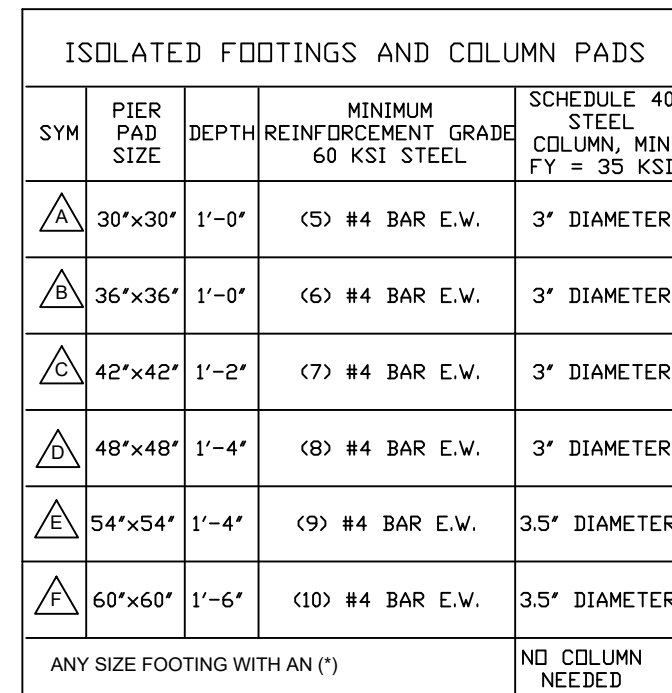 ISOLATED FOOTINGS AND COLUMN PADS
SYM
PIER
PAD
SIZE
DEPTH
MINIMUM
REINFORCEMENT GRADE
60 KSI STEEL
SCHEDULE 40
STEEL
COLUMN, MIN
FY = 35 KSI
A 30"x30" 1'-0" (5) #4 BAR E.W. 3" DIAMETER
B 36"x36" 1'-0" (6) #4 BAR E.W. 3" DIAMETER
C 42"x42" 1'-2" (7) #4 BAR E.W. 3" DIAMETER
D 48"x48" 1'-4" (8) #4 BAR E.W. 3" DIAMETER
E 54"x54" 1'-4" (9) #4 BAR E.W. 3.5" DIAMETER
F 60"x60" 1'-6" (10) #4 BAR E.W. 3.5" DIAMETER
ANY SIZE FOOTING WITH AN (*)
NO COLUMN
NEEDED